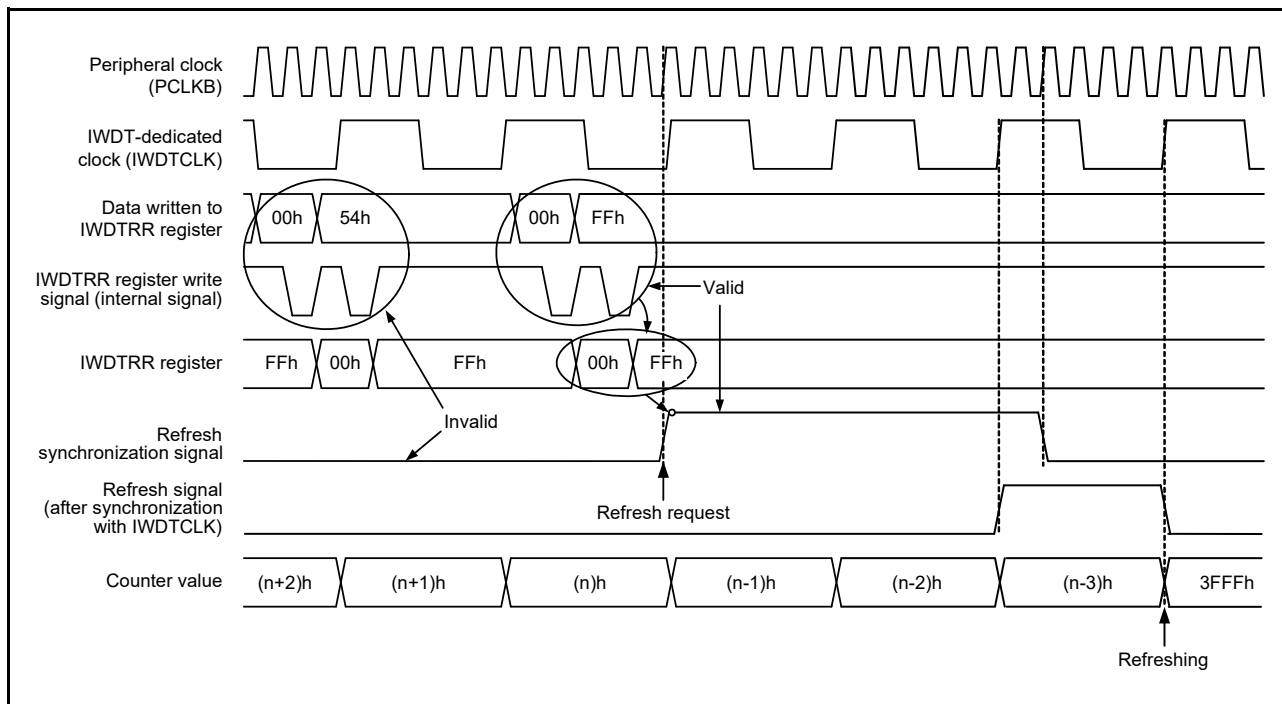 Peripheral clock
(PCLKB)
IWDT-dedicated
clock (IWDTCLK)
Data written to
IWDTRR register
00h 54h 00h FFh
IWDTRR register write
signal (internal signal)
Valid
IWDTRR register
FFh 00h FFh 00h FFh
Invalid
Refresh
synchronization signal
Refresh signal
(after synchronization
with IWDTCLK)
Refresh request
Counter value
(n+2)h (n+1)h (n)h (n-1)h (n-2)h (n-3)h 3FFFh
Refreshing